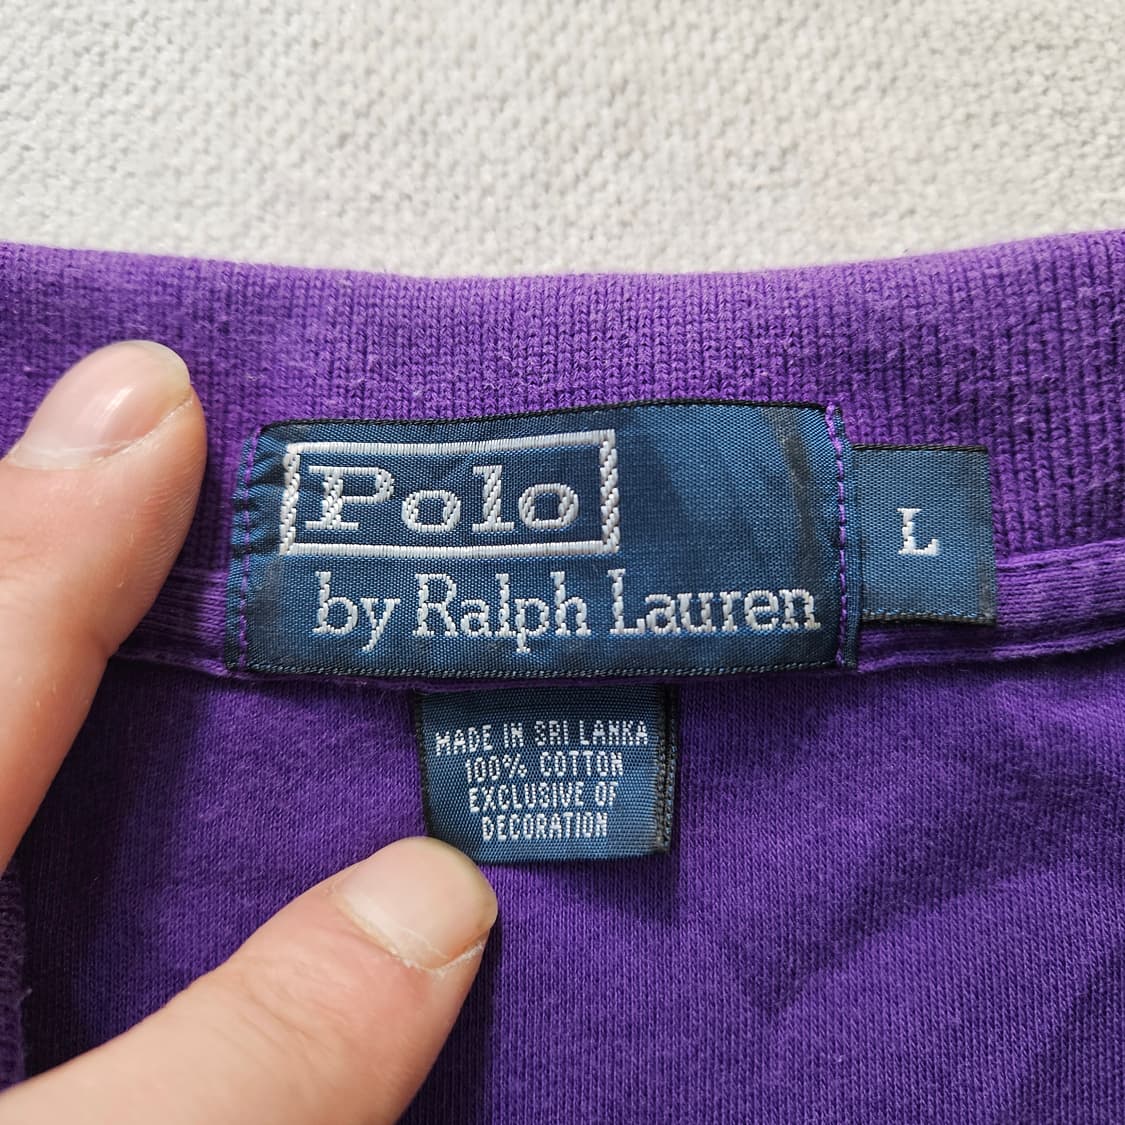 Polo
by Ralph Lauren
L
MADE IN SRI LANKA
100% COTTON
EXCLUSIVE OF
DECORATION